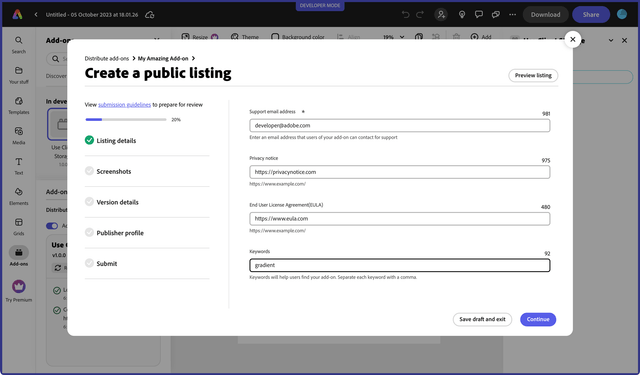 DEVELOPER MODE
Untitled - 05 October 2023 at 18.01.26
Download
Share
Resize
Theme
Background color
Align
19%
Add
Search
Your stuff
Templates
Media
Text
Elements
Grids
Add-ons
Try Premium
Add-
Discover
In deve
Use Cl
Storag
Add-on
Distribut
Add
Use C
v1.0.0
Distribute add-ons > My Amazing Add-on >
Create a public listing
Preview listing
View submission guidelines to prepare for review
20%
Listing details
Screenshots
Version details
Publisher profile
Submit
Support email address *
981
developer@adobe.com
Enter an email address that users of your add-on can contact for support.
Privacy notice
975
https://privacynotice.com
https://www.example.com/
End User License Agreement(EULA)
480
https://www.eula.com
https://www.example.com/
Keywords
92
gradient
Keywords will help users find your add-on. Separate each keyword with a comma.
Save draft and exit
Continue